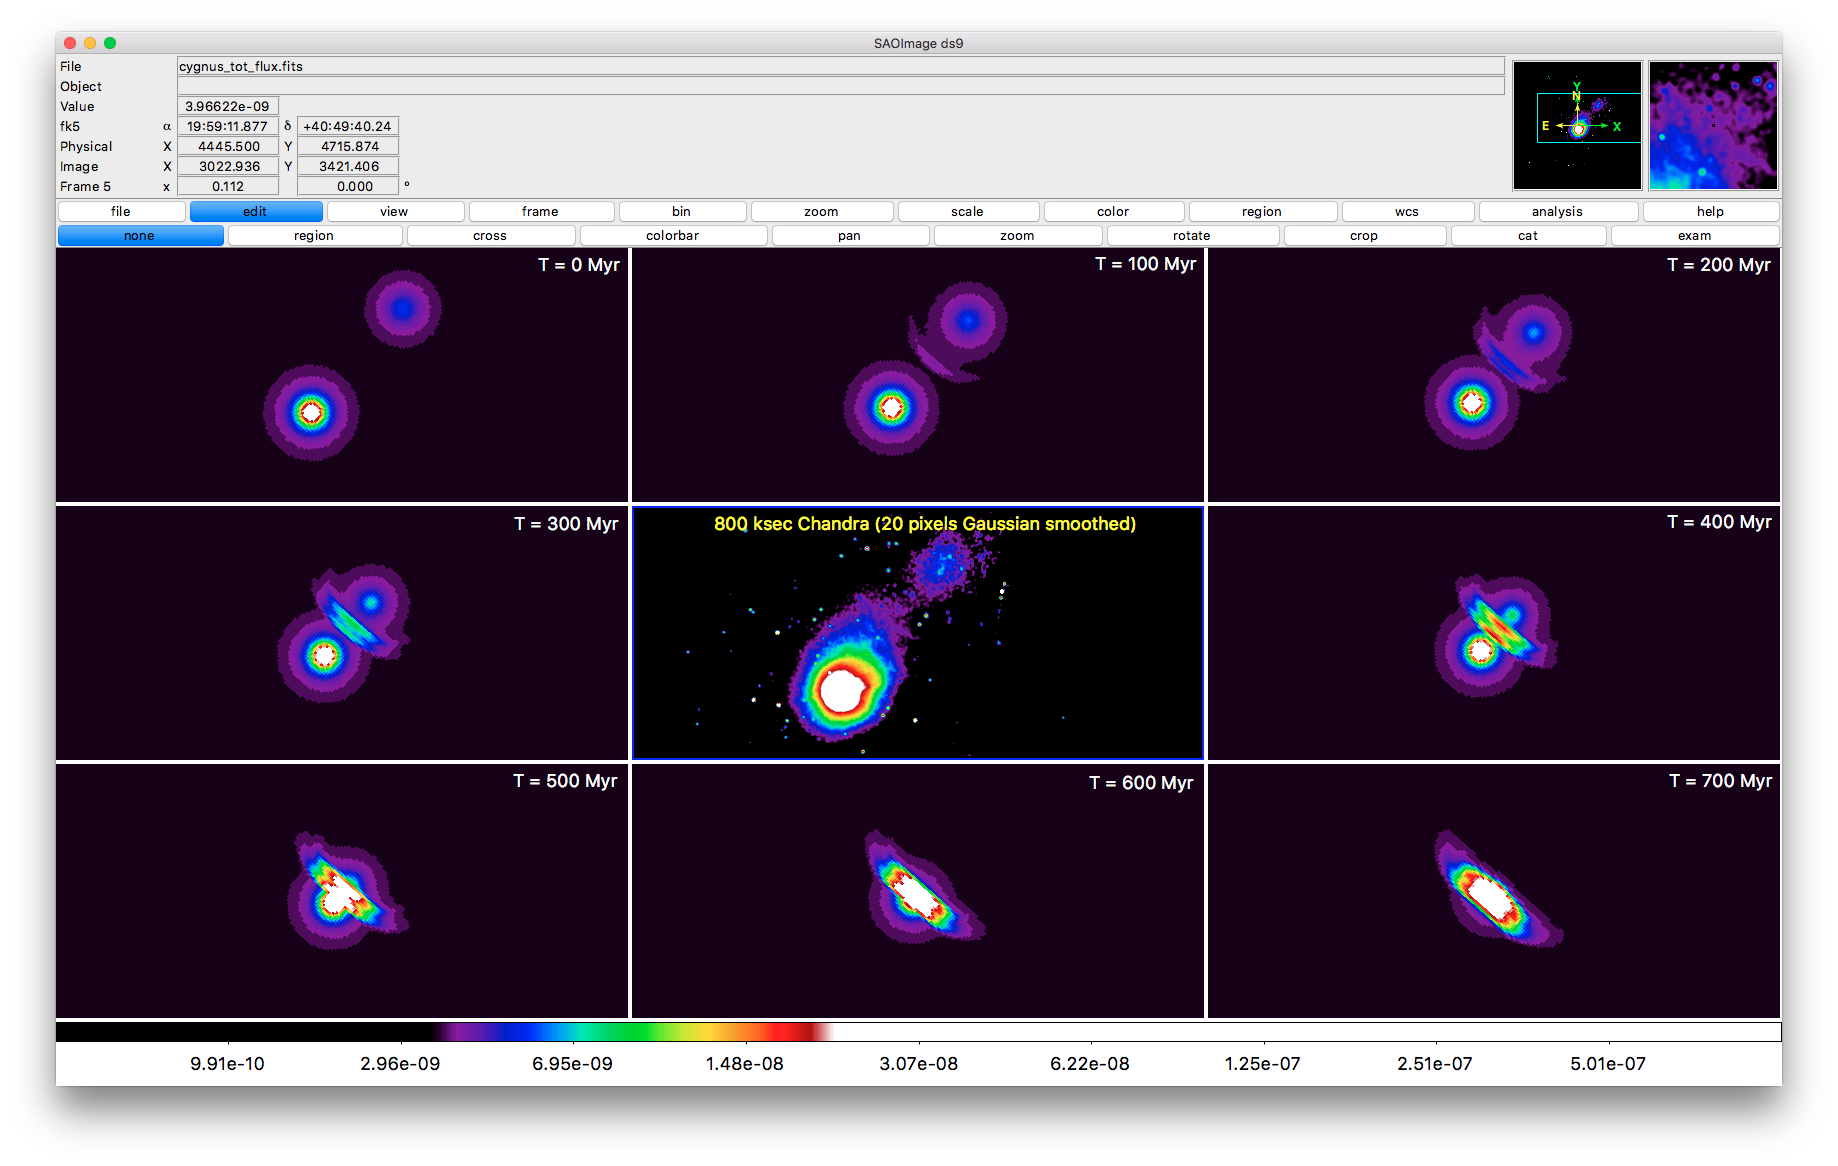 SAOImage ds9
File cygnus_tot_flux.fits
Object
Value 3.96622e-09
fk5 α 19:59:11.877 δ +40:49:40.24
Physical X 4445.500 Y 4715.874
Image X 3022.936 Y 3421.406
Frame 5 x 0.112 0.000 °
Y
N
E X
file edit view frame bin zoom scale color region wcs analysis help
none region cross colorbar pan zoom rotate crop cat exam
T = 0 Myr T = 100 Myr T = 200 Myr
T = 300 Myr 800 ksec Chandra (20 pixels Gaussian smoothed) T = 400 Myr
T = 500 Myr T = 600 Myr T = 700 Myr
9.91e-10 2.96e-09 6.95e-09 1.48e-08 3.07e-08 6.22e-08 1.25e-07 2.51e-07 5.01e-07